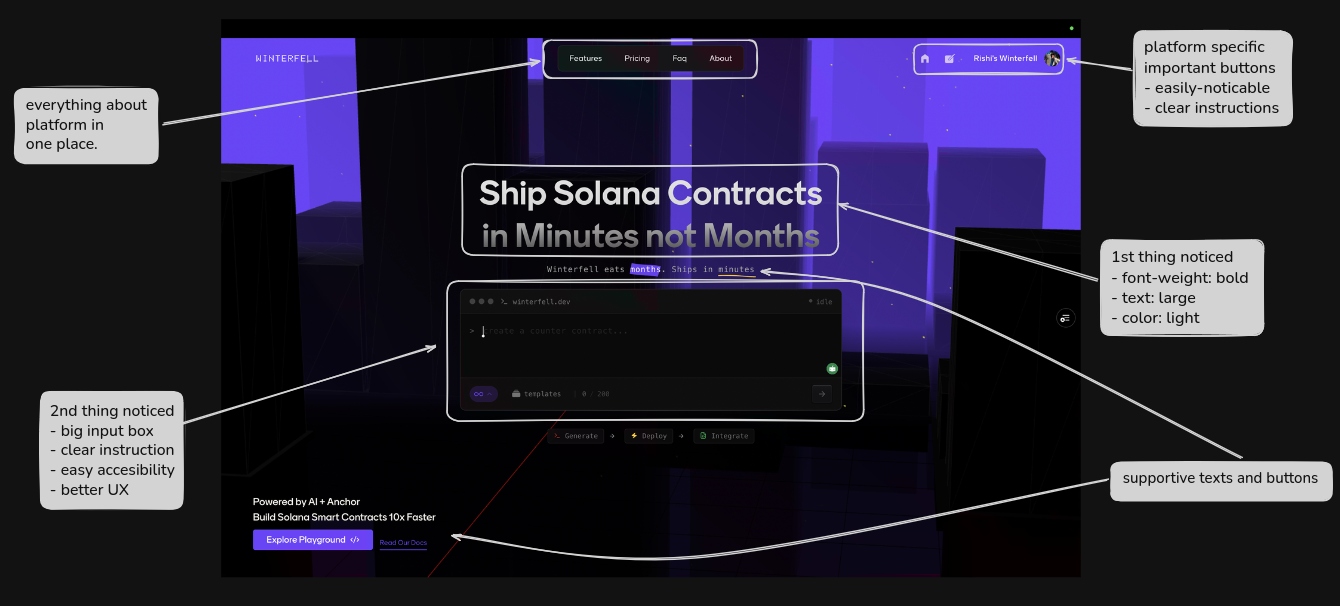 WINTERFELL
Features Pricing Faq About
Rishi's Winterfell
platform specific
important buttons
- easily-noticable
- clear instructions
everything about
platform in
one place.
Ship Solana Contracts
in Minutes not Months
Winterfell eats months. Ships in minutes
1st thing noticed
- font-weight: bold
- text: large
- color: light
winterfell.dev
idle
> Create a counter contract...
templates | 0 / 200
2nd thing noticed
- big input box
- clear instruction
- easy accesibility
- better UX
Generate → Deploy → Integrate
supportive texts and buttons
Powered by AI + Anchor
Build Solana Smart Contracts 10x Faster
Explore Playground </>
Read Our Docs